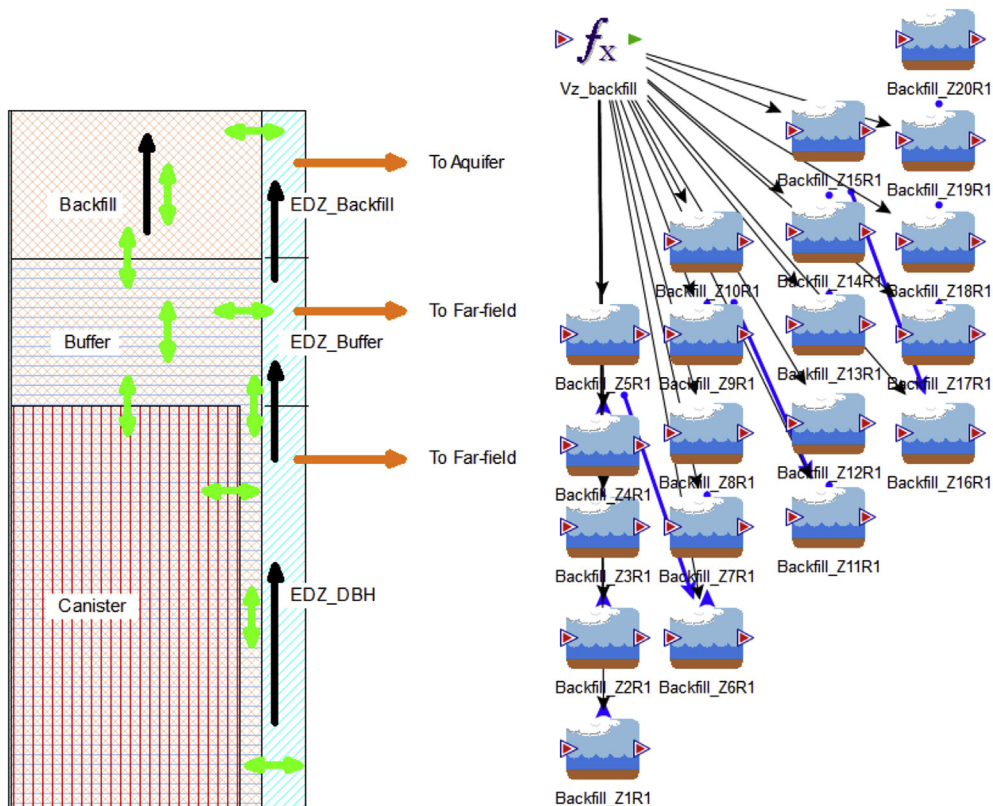 To Aquifer
Backfill
EDZ_Backfill
To Far-field
Buffer
EDZ_Buffer
To Far-field
EDZ_DBH
Canister
fx
Vz_backfill
Backfill_Z20R1
Backfill_Z15R1
Backfill_Z19R1
Backfill_Z10R1
Backfill_Z14R1
Backfill_Z18R1
Backfill_Z5R1
Backfill_Z9R1
Backfill_Z13R1
Backfill_Z17R1
Backfill_Z4R1
Backfill_Z8R1
Backfill_Z12R1
Backfill_Z16R1
Backfill_Z3R1
Backfill_Z7R1
Backfill_Z11R1
Backfill_Z2R1
Backfill_Z6R1
Backfill_Z1R1